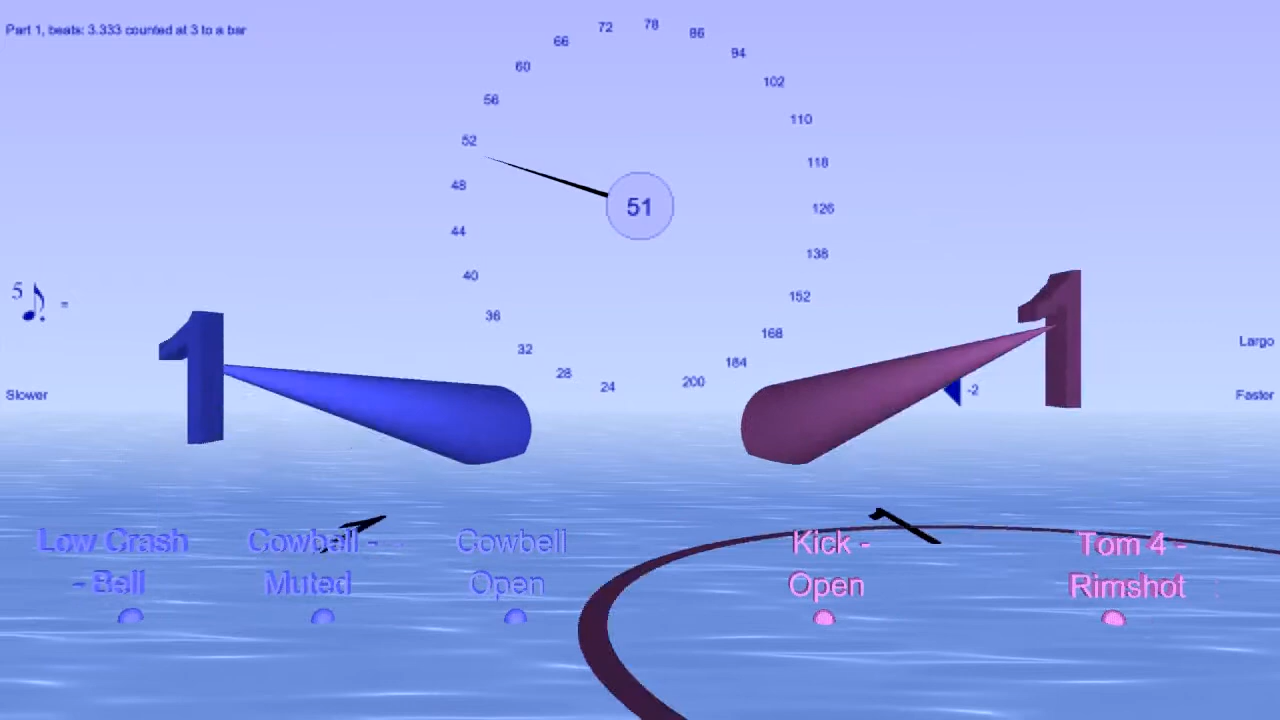 Part 1, beats: 3.333 counted at 3 to a bar
72
78
86
66
94
60
102
56
110
52
118
48
51
126
44
138
40
5 ♪. =
152
36
168
32
Largo
184
28
24
200
-2
Slower
Faster
1
1
Low Crash
- Bell
Cowbell -
Muted
Cowbell
Open
Kick -
Open
Tom 4 -
Rimshot